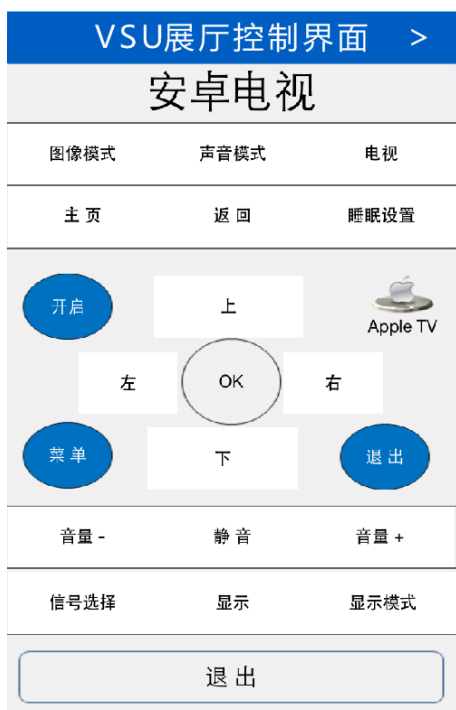 VSU展厅控制界面 >
安卓电视
图像模式 声音模式 电视
主 页 返 回 睡眠设置
开启 上
Apple TV
左 OK 右
菜 单 下 退 出
音量 - 静 音 音量 +
信号选择 显示 显示模式
退 出